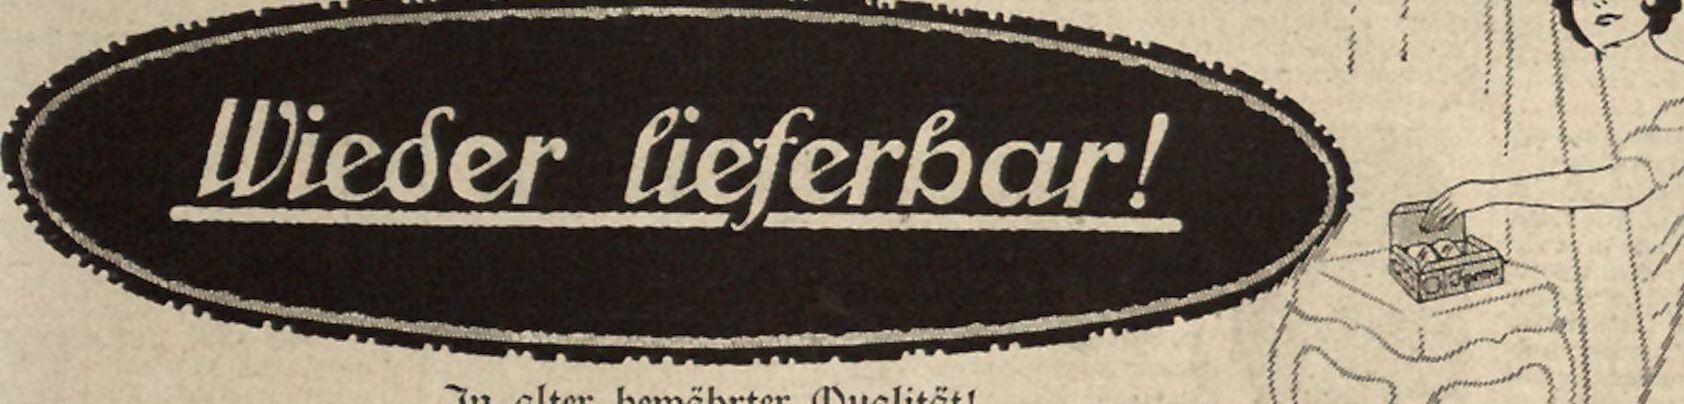 Wieder lieferbar!
In alter bewährter Qualität!